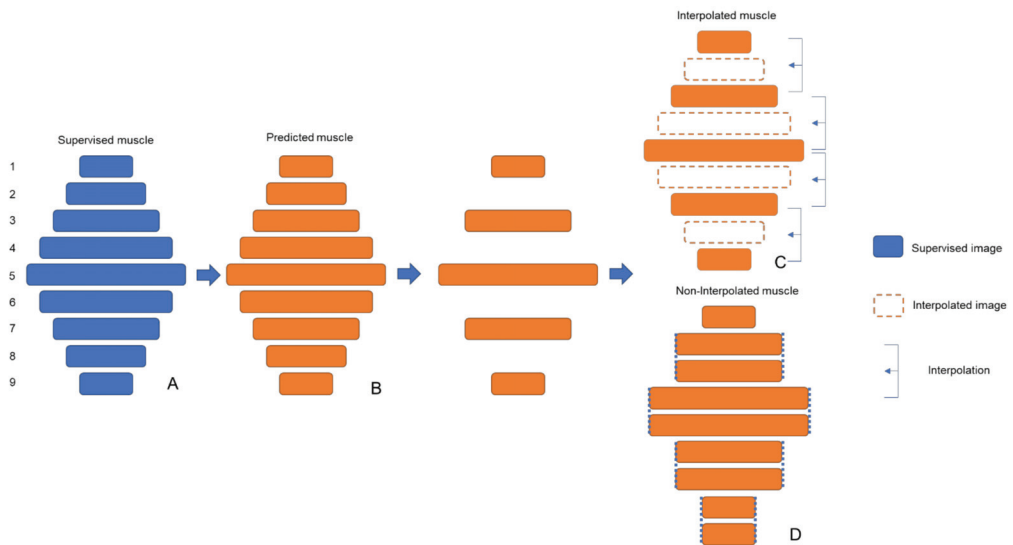 Interpolated muscle
Supervised muscle
Predicted muscle
1
2
3
4
5
6
7
8
9
A
B
C
Non-Interpolated muscle
D
Supervised image
Interpolated image
Interpolation